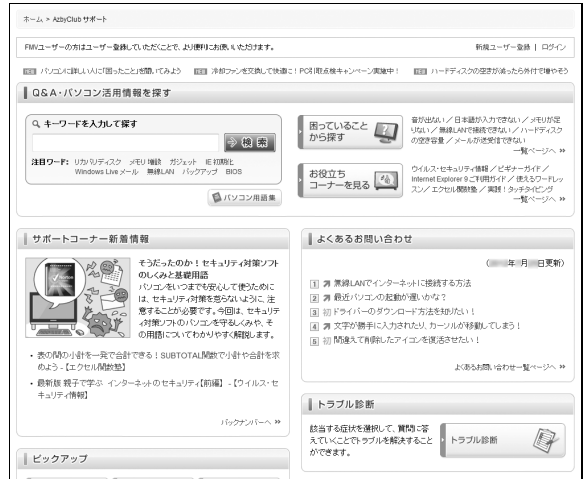 ホーム > AzbyClub サポート
FMVユーザーの方はユーザー登録していただくことで、より便利にお使いいただけます。
新規ユーザー登録 | ログイン
パソコンに詳しい人に「困ったこと」を聞いてみよう
冷却ファンを交換して快適に！PC引取点検キャンペーン実施中！
ハードディスクの空きが減ったら外付で増やそう
Q&A・パソコン活用情報を探す
キーワードを入力して探す
検索
注目ワード: リカバリディスク メモリ増設 ガジェット IE初期化
Windows Live メール 無線LAN バックアップ BIOS
パソコン用語集
困っていること
から探す
音が出ない／日本語が入力できない／メモリが足
りない／無線LANで接続できない／ハードディスク
の空き容量／メールが送受信できない
一覧ページへ »
お役立ち
コーナーを見る
ウイルス・セキュリティ情報／ビギナーガイド／
Internet Explorer 9ご利用ガイド／使えるワードレッ
スン／エクセル関数塾／実践！タッチタイピング
一覧ページへ »
サポートコーナー新着情報
そうだったのか！セキュリティ対策ソフト
のしくみと基礎用語
パソコンをいつまでも安心して使うために
は、セキュリティ対策を怠らないように、注
意することが必要です。今回は、セキュリテ
ィ対策ソフトのパソコンを守るしくみや、そ
の用語についてわかりやすく解説します。
・表の間の小計を一発で合計できる！SUBTOTAL関数で小計や合計を求
めよう -【エクセル関数塾】
・最新版 親子で学ぶ インターネットのセキュリティ【前編】-【ウイルス・セ
キュリティ情報】
バックナンバーへ »
ピックアップ
よくあるお問い合わせ
( 年 月 日更新)
1 無線LANでインターネットに接続する方法
2 最近パソコンの起動が遅いかな？
3 初 ドライバーのダウンロード方法を知りたい！
4 文字が勝手に入力されたり、カーソルが移動してしまう！
5 初 間違えて削除したアイコンを復活させたい！
よくあるお問い合わせ一覧ページへ »
トラブル診断
該当する症状を選択して、質問に答
えていくことでトラブルを解決すること
ができます。
トラブル診断